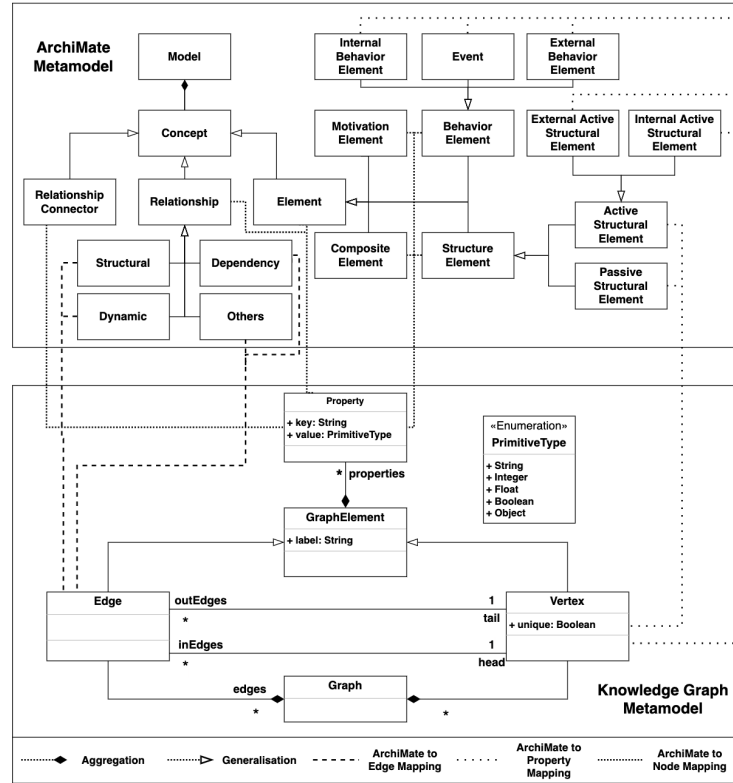 ArchiMate
Metamodel
Model
Internal
Behavior
Element
Event
External
Behavior
Element
Concept
Motivation
Element
Behavior
Element
External Active
Structural
Element
Internal Active
Structural
Element
Relationship
Connector
Relationship
Element
Structural
Dependency
Composite
Element
Structure
Element
Active
Structural
Element
Dynamic
Others
Passive
Structural
Element
Property
+ key: String
+ value: PrimitiveType
«Enumeration»
PrimitiveType
+ String
+ Integer
+ Float
+ Boolean
+ Object
* properties
GraphElement
+ label: String
Edge
outEdges
*
1
tail
Vertex
+ unique: Boolean
inEdges
*
1
head
edges
*
Graph
*
Knowledge Graph
Metamodel
Aggregation
Generalisation
ArchiMate to
Edge Mapping
ArchiMate to
Property
Mapping
ArchiMate to
Node Mapping